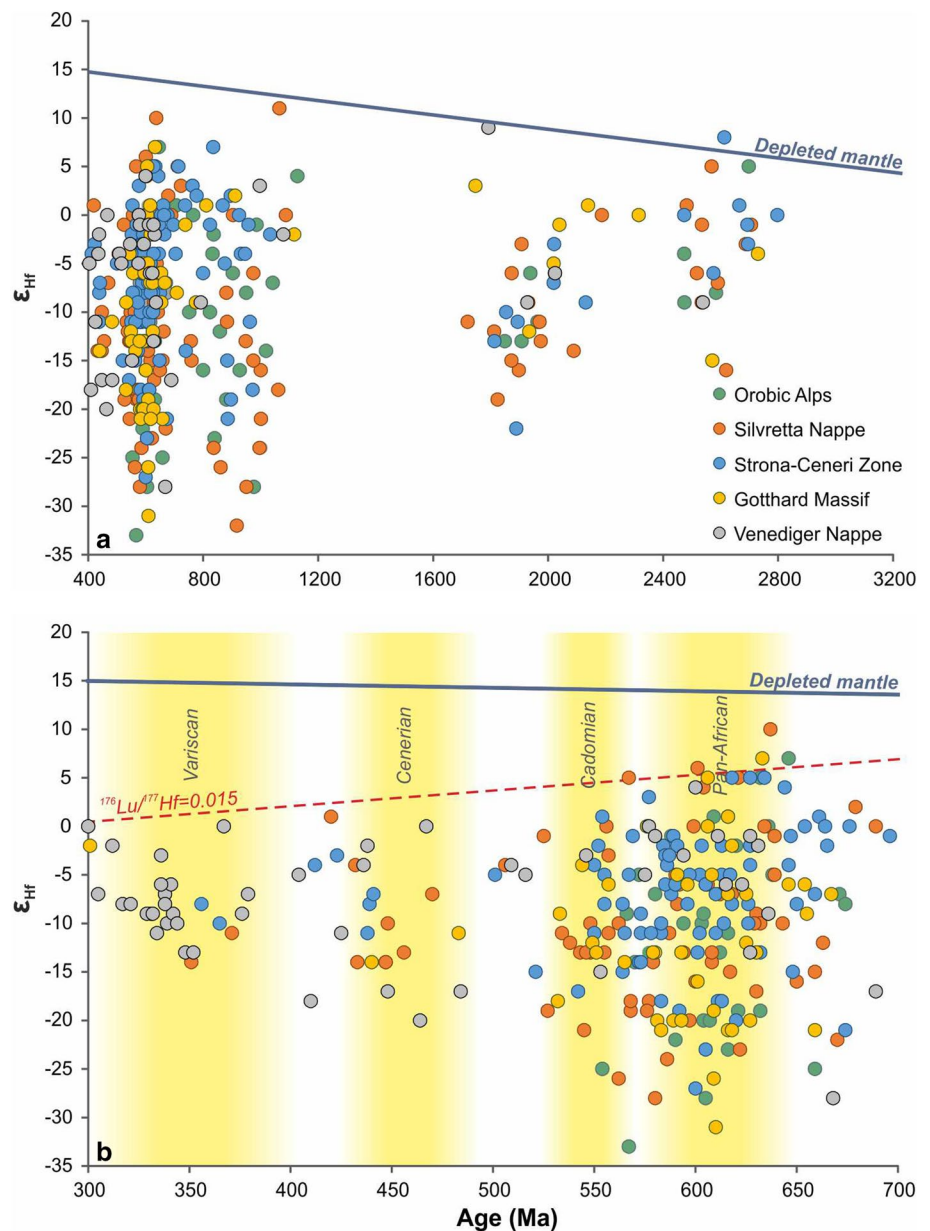 20
15
10
5
0
-5
-10
-15
-20
-25
-30
-35
εHf
Depleted mantle
Orobic Alps
Silvretta Nappe
Strona-Ceneri Zone
Gotthard Massif
Venediger Nappe
a
400 800 1200 1600 2000 2400 2800 3200
20
15
10
5
0
-5
-10
-15
-20
-25
-30
-35
εHf
Depleted mantle
Variscan
Cenerian
Cadomian
Pan-African
176Lu/177Hf=0.015
b
300 350 400 450 500 550 600 650 700
Age (Ma)